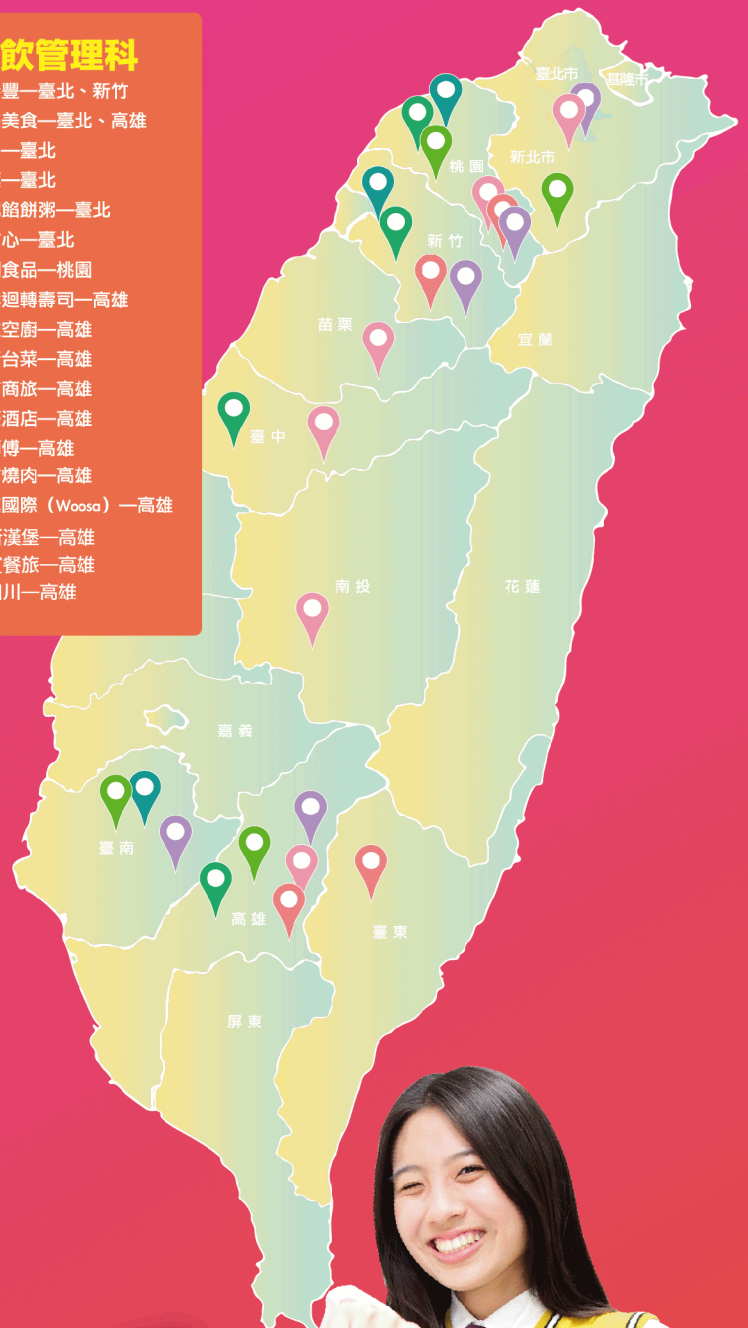 飲管理科
豐—臺北、新竹
美食—臺北、高雄
—臺北
—臺北
餡餅粥—臺北
心—臺北
食品—桃園
迴轉壽司—高雄
空廚—高雄
台菜—高雄
商旅—高雄
酒店—高雄
傅—高雄
燒肉—高雄
國際（Woosa）—高雄
漢堡—高雄
餐旅—高雄
川—高雄
臺北市
基隆市
新北市
桃園
新竹
苗栗
宜蘭
臺中
南投
花蓮
嘉義
臺南
高雄
臺東
屏東